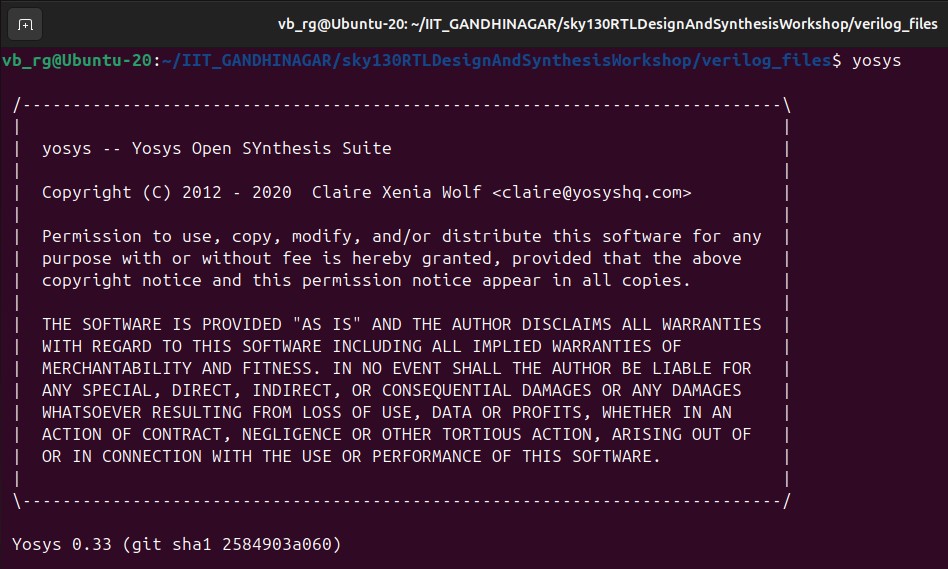 vb_rg@Ubuntu-20: ~/IIT_GANDHINAGAR/sky130RTLDesignAndSynthesisWorkshop/verilog_files
vb_rg@Ubuntu-20:~/IIT_GANDHINAGAR/sky130RTLDesignAndSynthesisWorkshop/verilog_files$ yosys
/----------------------------------------------------------------------------\
|                                                                            |
|  yosys -- Yosys Open SYnthesis Suite                                       |
|                                                                            |
|  Copyright (C) 2012 - 2020  Claire Xenia Wolf <claire@yosyshq.com>         |
|                                                                            |
|  Permission to use, copy, modify, and/or distribute this software for any  |
|  purpose with or without fee is hereby granted, provided that the above    |
|  copyright notice and this permission notice appear in all copies.         |
|                                                                            |
|  THE SOFTWARE IS PROVIDED "AS IS" AND THE AUTHOR DISCLAIMS ALL WARRANTIES  |
|  WITH REGARD TO THIS SOFTWARE INCLUDING ALL IMPLIED WARRANTIES OF          |
|  MERCHANTABILITY AND FITNESS. IN NO EVENT SHALL THE AUTHOR BE LIABLE FOR   |
|  ANY SPECIAL, DIRECT, INDIRECT, OR CONSEQUENTIAL DAMAGES OR ANY DAMAGES    |
|  WHATSOEVER RESULTING FROM LOSS OF USE, DATA OR PROFITS, WHETHER IN AN     |
|  ACTION OF CONTRACT, NEGLIGENCE OR OTHER TORTIOUS ACTION, ARISING OUT OF   |
|  OR IN CONNECTION WITH THE USE OR PERFORMANCE OF THIS SOFTWARE.            |
|                                                                            |
\----------------------------------------------------------------------------/
Yosys 0.33 (git sha1 2584903a060)